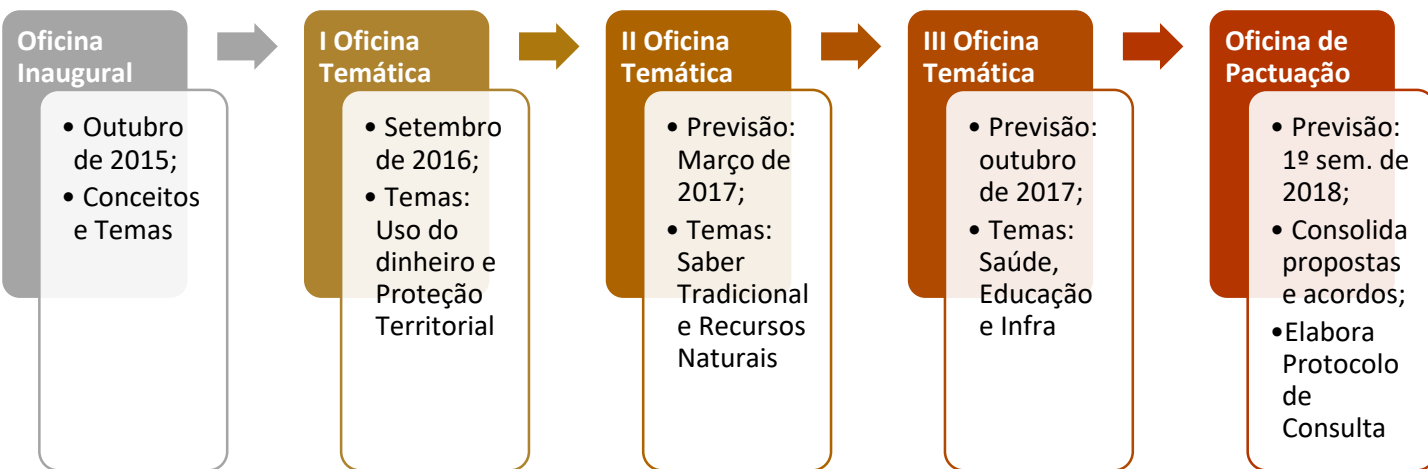 Oficina
Inaugural
• Outubro
de 2015;
• Conceitos
e Temas
I Oficina
Temática
• Setembro
de 2016;
• Temas:
Uso do
dinheiro e
Proteção
Territorial
II Oficina
Temática
• Previsão:
Março de
2017;
• Temas:
Saber
Tradicional
e Recursos
Naturais
III Oficina
Temática
• Previsão:
outubro
de 2017;
• Temas:
Saúde,
Educação
e Infra
Oficina de
Pactuação
• Previsão:
1º sem. de
2018;
• Consolida
propostas
e acordos;
•Elabora
Protocolo
de
Consulta